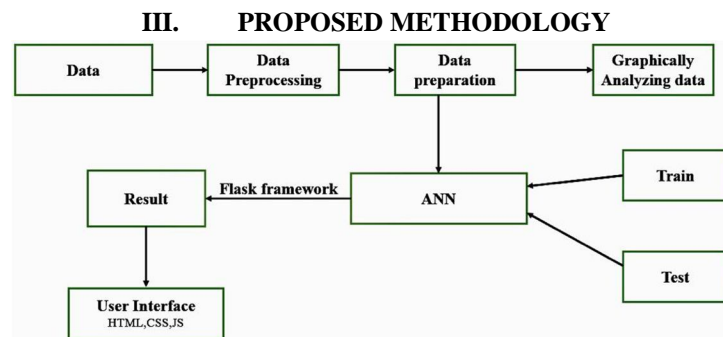 III. PROPOSED METHODOLOGY
Data
Data
Preprocessing
Data
preparation
Graphically
Analyzing data
Result
Flask framework
ANN
Train
Test
User Interface
HTML,CSS,JS